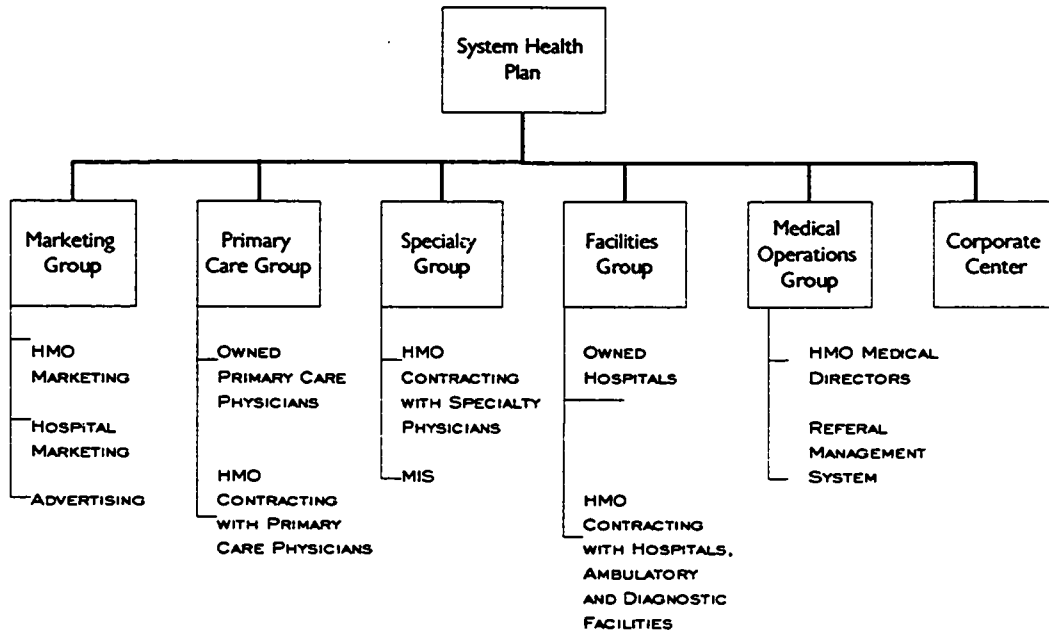 System Health
Plan
Marketing
Group
Primary
Care Group
Specialty
Group
Facilities
Group
Medical
Operations
Group
Corporate
Center
HMO
MARKETING
HOSPITAL
MARKETING
ADVERTISING
OWNED
PRIMARY CARE
PHYSICIANS
HMO
CONTRACTING
WITH PRIMARY
CARE PHYSICIANS
HMO
CONTRACTING
WITH SPECIALTY
PHYSICIANS
MIS
OWNED
HOSPITALS
HMO
CONTRACTING
WITH HOSPITALS,
AMBULATORY
AND DIAGNOSTIC
FACILITIES
HMO MEDICAL
DIRECTORS
REFERAL
MANAGEMENT
SYSTEM